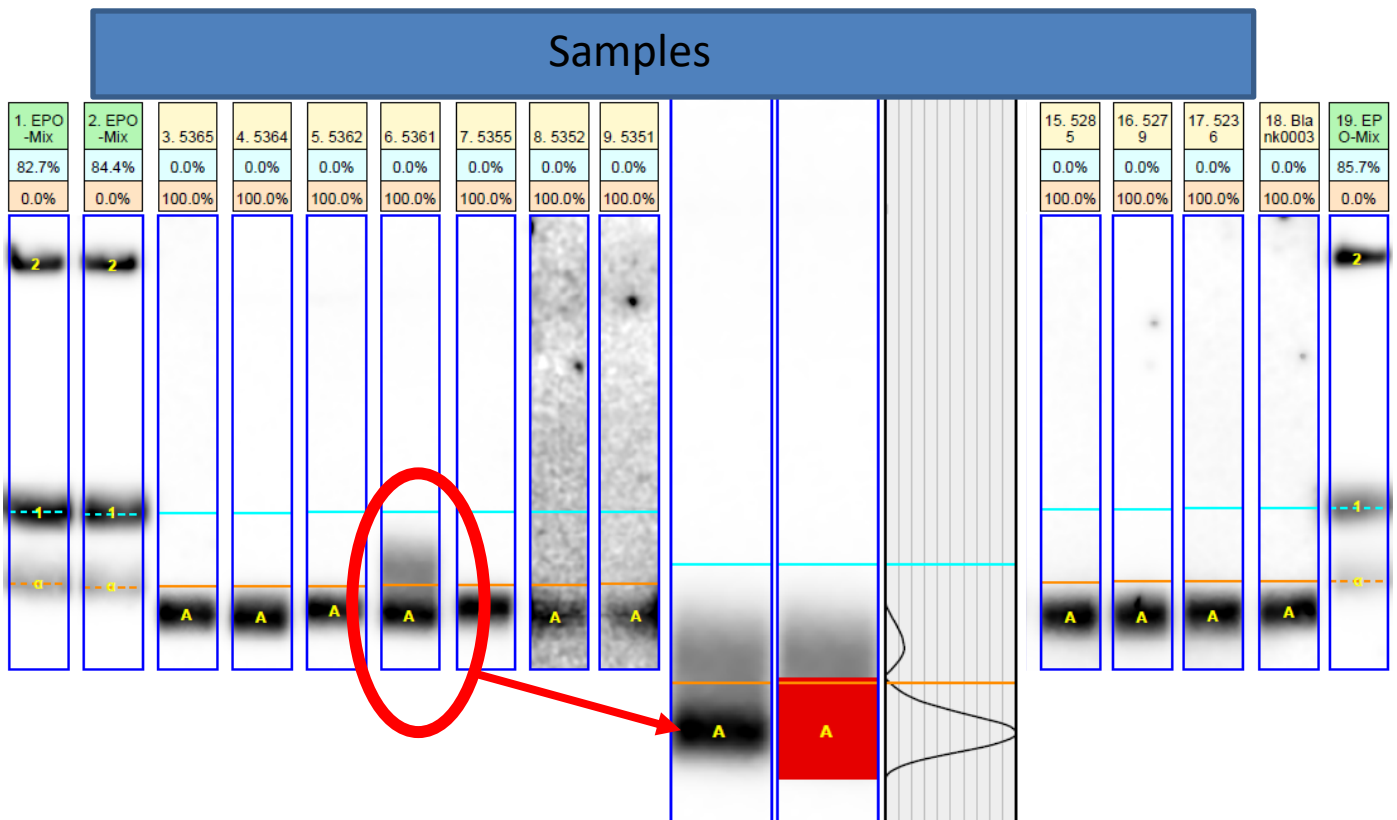 Samples
1. EPO
-Mix
82.7%
0.0%
2. EPO
-Mix
84.4%
0.0%
3. 5365
0.0%
100.0%
4. 5364
0.0%
100.0%
5. 5362
0.0%
100.0%
6. 5361
0.0%
100.0%
7. 5355
0.0%
100.0%
8. 5352
0.0%
100.0%
9. 5351
0.0%
100.0%
15. 528
5
0.0%
100.0%
16. 527
9
0.0%
100.0%
17. 523
6
0.0%
100.0%
18. Bla
nk0003
0.0%
100.0%
19. EP
O-Mix
85.7%
0.0%
2
2
2
1
1
1
α
α
α
A
A
A
A
A
A
A
A
A
A
A
A
A